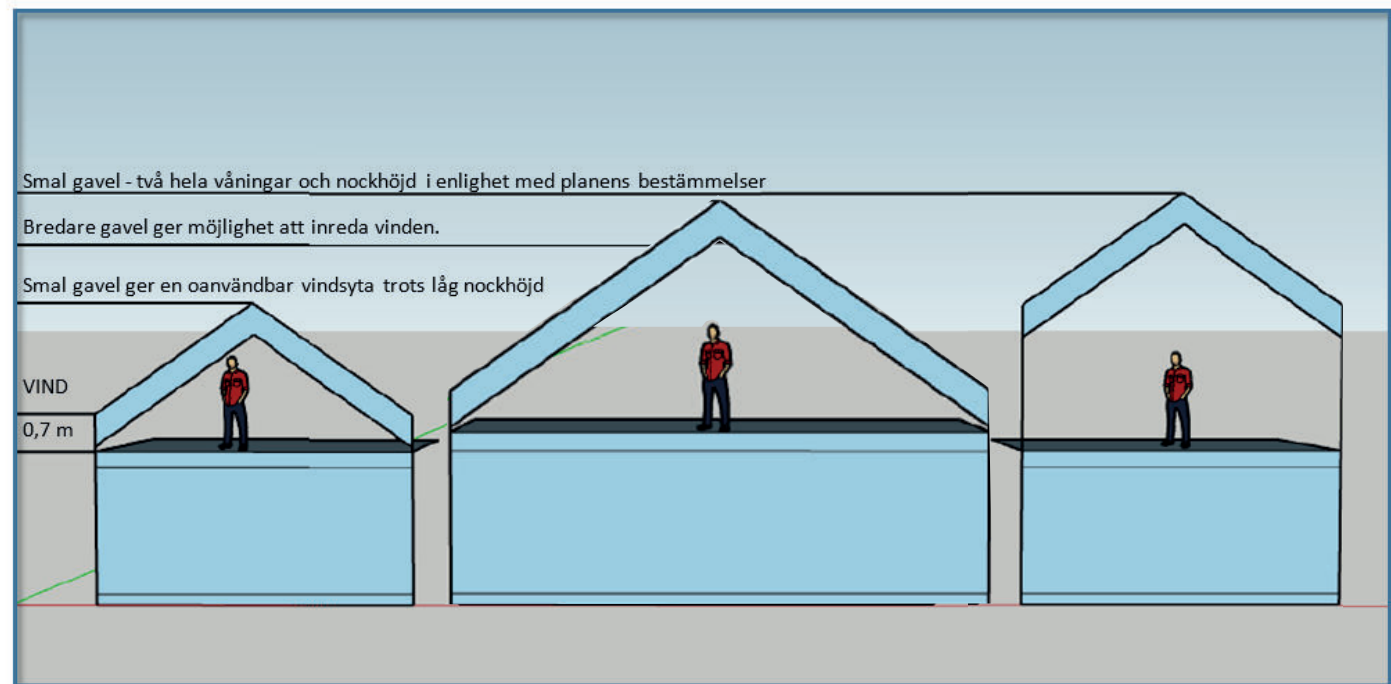 Smal gavel - två hela våningar och nockhöjd i enlighet med planens bestämmelser
Bredare gavel ger möjlighet att inreda vinden.
Smal gavel ger en oanvändbar vindsyta trots låg nockhöjd
VIND
0,7 m